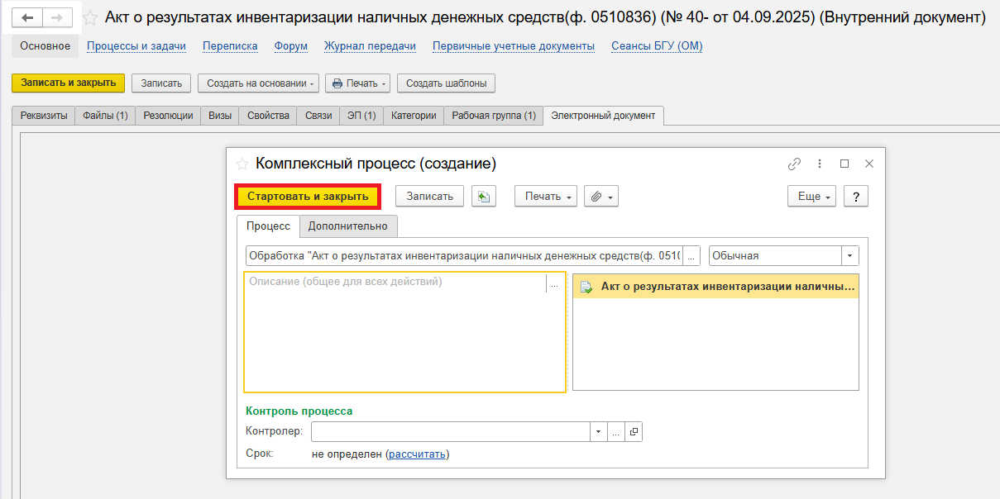 Акт о результатах инвентаризации наличных денежных средств(ф. 0510836) (№ 40- от 04.09.2025) (Внутренний документ)
Основное Процессы и задачи Переписка Форум Журнал передачи Первичные учетные документы Сеансы БГУ (ОМ)
Записать и закрыть Записать Создать на основании Печать Создать шаблоны
Реквизиты Файлы (1) Резолюции Визы Свойства Связи ЭП (1) Категории Рабочая группа (1) Электронный документ
Комплексный процесс (создание)
Стартовать и закрыть Записать Печать Еще ?
Процесс Дополнительно
Обработка "Акт о результатах инвентаризации наличных денежных средств(ф. 0510 ... Обычная
Описание (общее для всех действий) ... Акт о результатах инвентаризации наличны...
Контроль процесса
Контролер: ...
Срок: не определен (рассчитать)